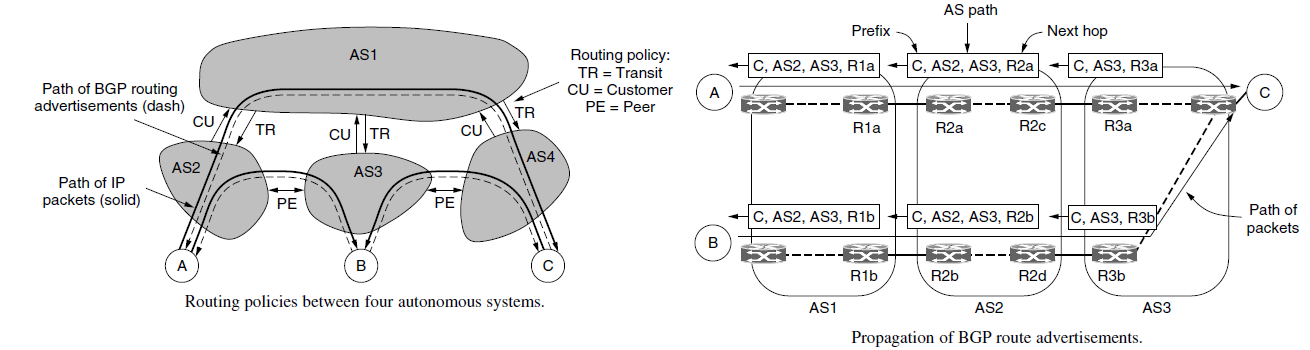 AS1
Routing policy:
TR = Transit
CU = Customer
PE = Peer
Path of BGP routing
advertisements (dash)
CU
TR
CU
TR
CU
TR
AS2
AS3
AS4
Path of IP
packets (solid)
PE
PE
A
B
C
Routing policies between four autonomous systems.
AS path
Prefix
Next hop
C, AS2, AS3, R1a
C, AS2, AS3, R2a
C, AS3, R3a
A
C
R1a
R2a
R2c
R3a
C, AS2, AS3, R1b
C, AS2, AS3, R2b
C, AS3, R3b
Path of
packets
B
R1b
R2b
R2d
R3b
AS1
AS2
AS3
Propagation of BGP route advertisements.